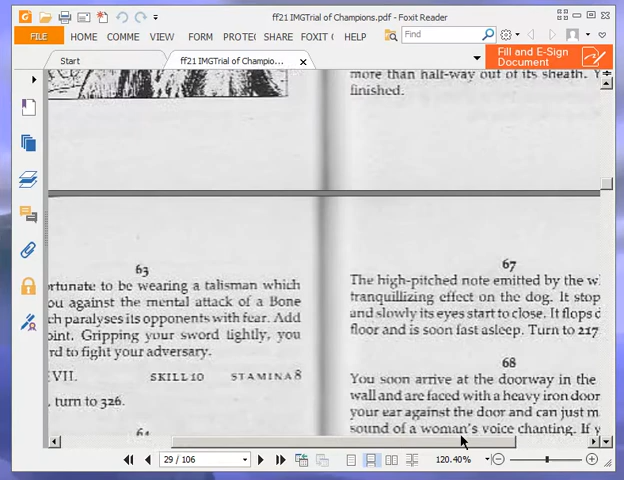 ff21 IMGTrial of Champions.pdf - Foxit Reader
FILE HOME COMME VIEW FORM PROTE SHARE FOXIT C HELP Find
Start
ff21 IMGTrial of Champio...
Fill and E-Sign
Document
more than half-way out of its sheath. Y
finished.
63
rtunate to be wearing a talisman which
ou against the mental attack of a Bone
ch paralyses its opponents with fear. Add
oint. Gripping your sword tightly, you
rd to fight your adversary.
EVIL SKILL 10 STAMINA 8
, turn to 326.
64
67
The high-pitched note emitted by the w
tranquillizing effect on the dog. It stop
and slowly its eyes start to close. It flops
floor and is soon fast asleep. Turn to 217
68
You soon arrive at the doorway in the
wall and are faced with a heavy iron door
your ear against the door and can just m
sound of a woman's voice chanting. If y
29 / 106
120.40%